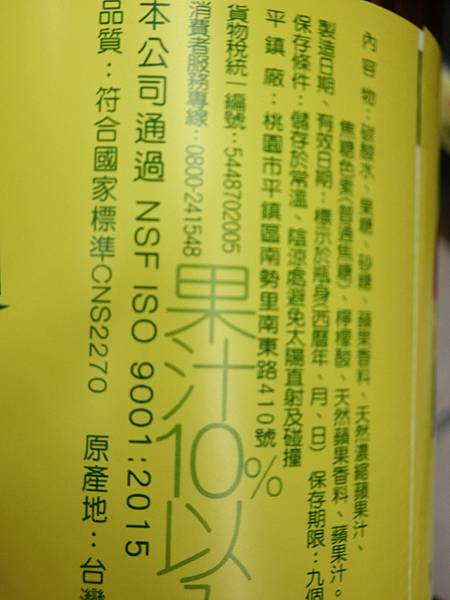 內容物：碳酸水、果糖、砂糖、蘋果香料、天然濃縮蘋果汁、
焦糖色素(普通焦糖)、檸檬酸、天然蘋果香料、蘋果汁。
製造日期、有效日期：標示於瓶身(西曆年、月、日) 保存期限：九個
保存條件：儲存於常溫、陰涼處避免太陽直射及碰撞
平鎮廠：桃園市平鎮區南勢里南東路410號
貨物稅統一編號：5448702005
消費者服務專線：0800-241548
果汁10%以
本公司通過 NSF ISO 9001:2015
品質：符合國家標準CNS2270 原產地：台灣